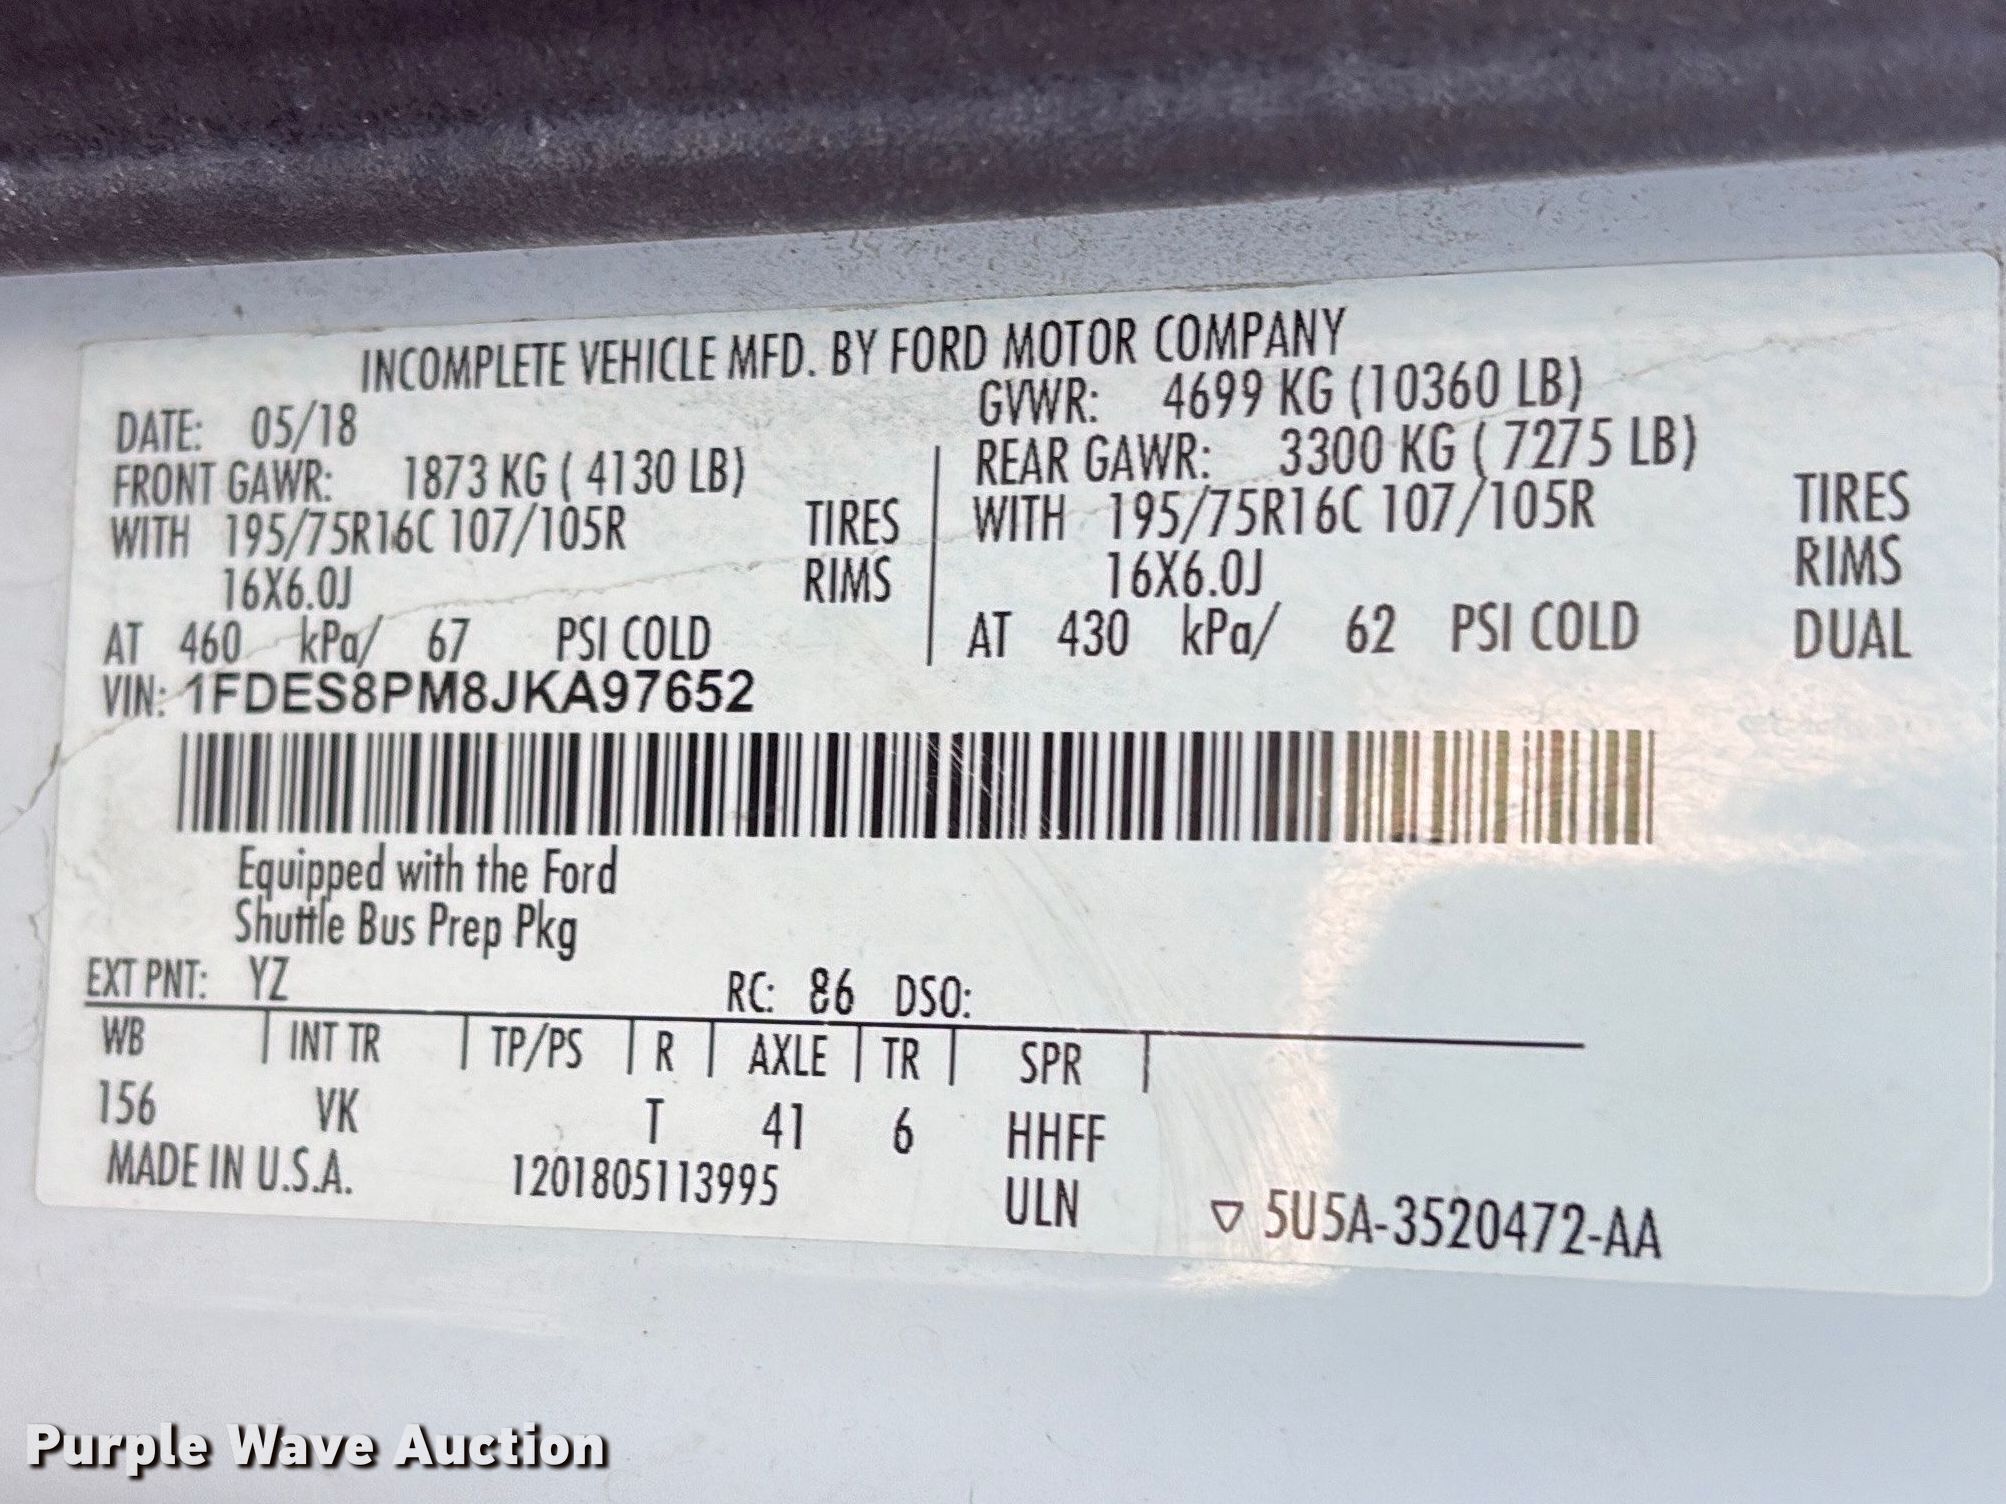 INCOMPLETE VEHICLE MFD. BY FORD MOTOR COMPANY
DATE: 05/18 GVWR: 4699 KG (10360 LB)
FRONT GAWR: 1873 KG ( 4130 LB) REAR GAWR: 3300 KG ( 7275 LB)
WITH 195/75R16C 107/105R TIRES WITH 195/75R16C 107/105R TIRES
16X6.0J RIMS 16X6.0J RIMS
AT 460 kPa/ 67 PSI COLD AT 430 kPa/ 62 PSI COLD DUAL
VIN: 1FDES8PM8JKA97652
Equipped with the Ford
Shuttle Bus Prep Pkg
EXT PNT: YZ RC: 86 DSO:
WB INT TR TP/PS R AXLE TR SPR
156 VK T 41 6 HHFF
MADE IN U.S.A. 1201805113995 ULN ▽ 5U5A-3520472-AA
Purple Wave Auction